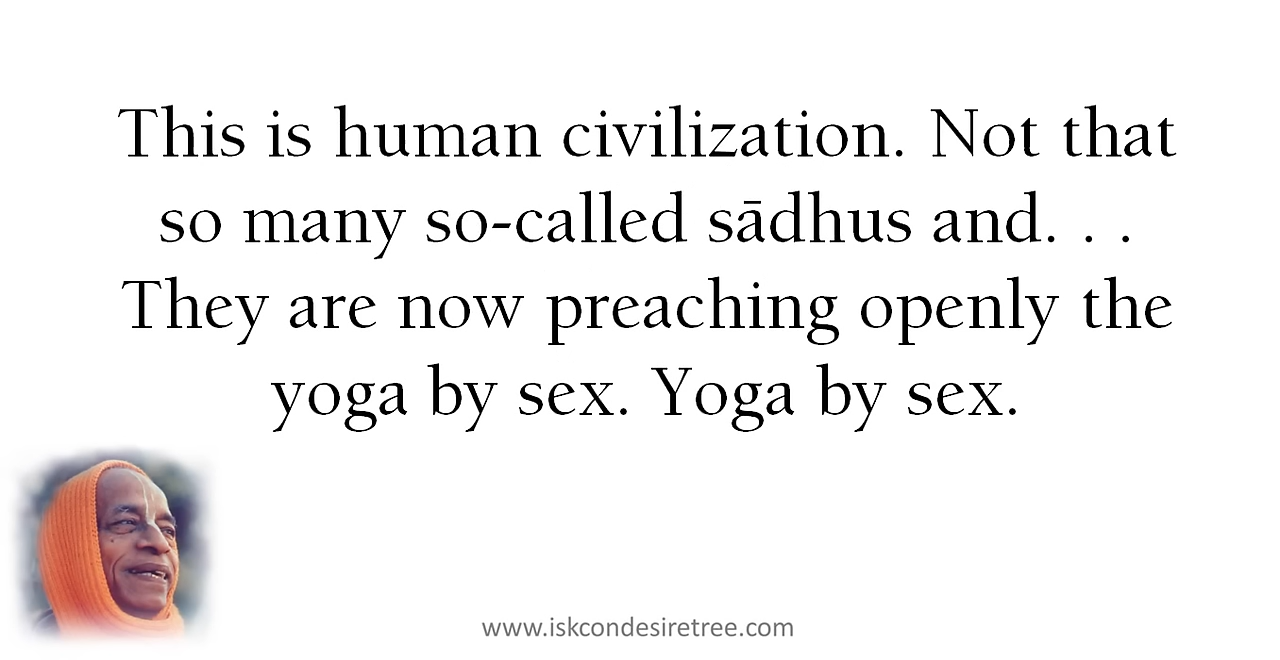 This is human civilization. Not that
so many so-called sādhus and. . .
They are now preaching openly the
yoga by sex. Yoga by sex.
www.iskcondesiretree.com